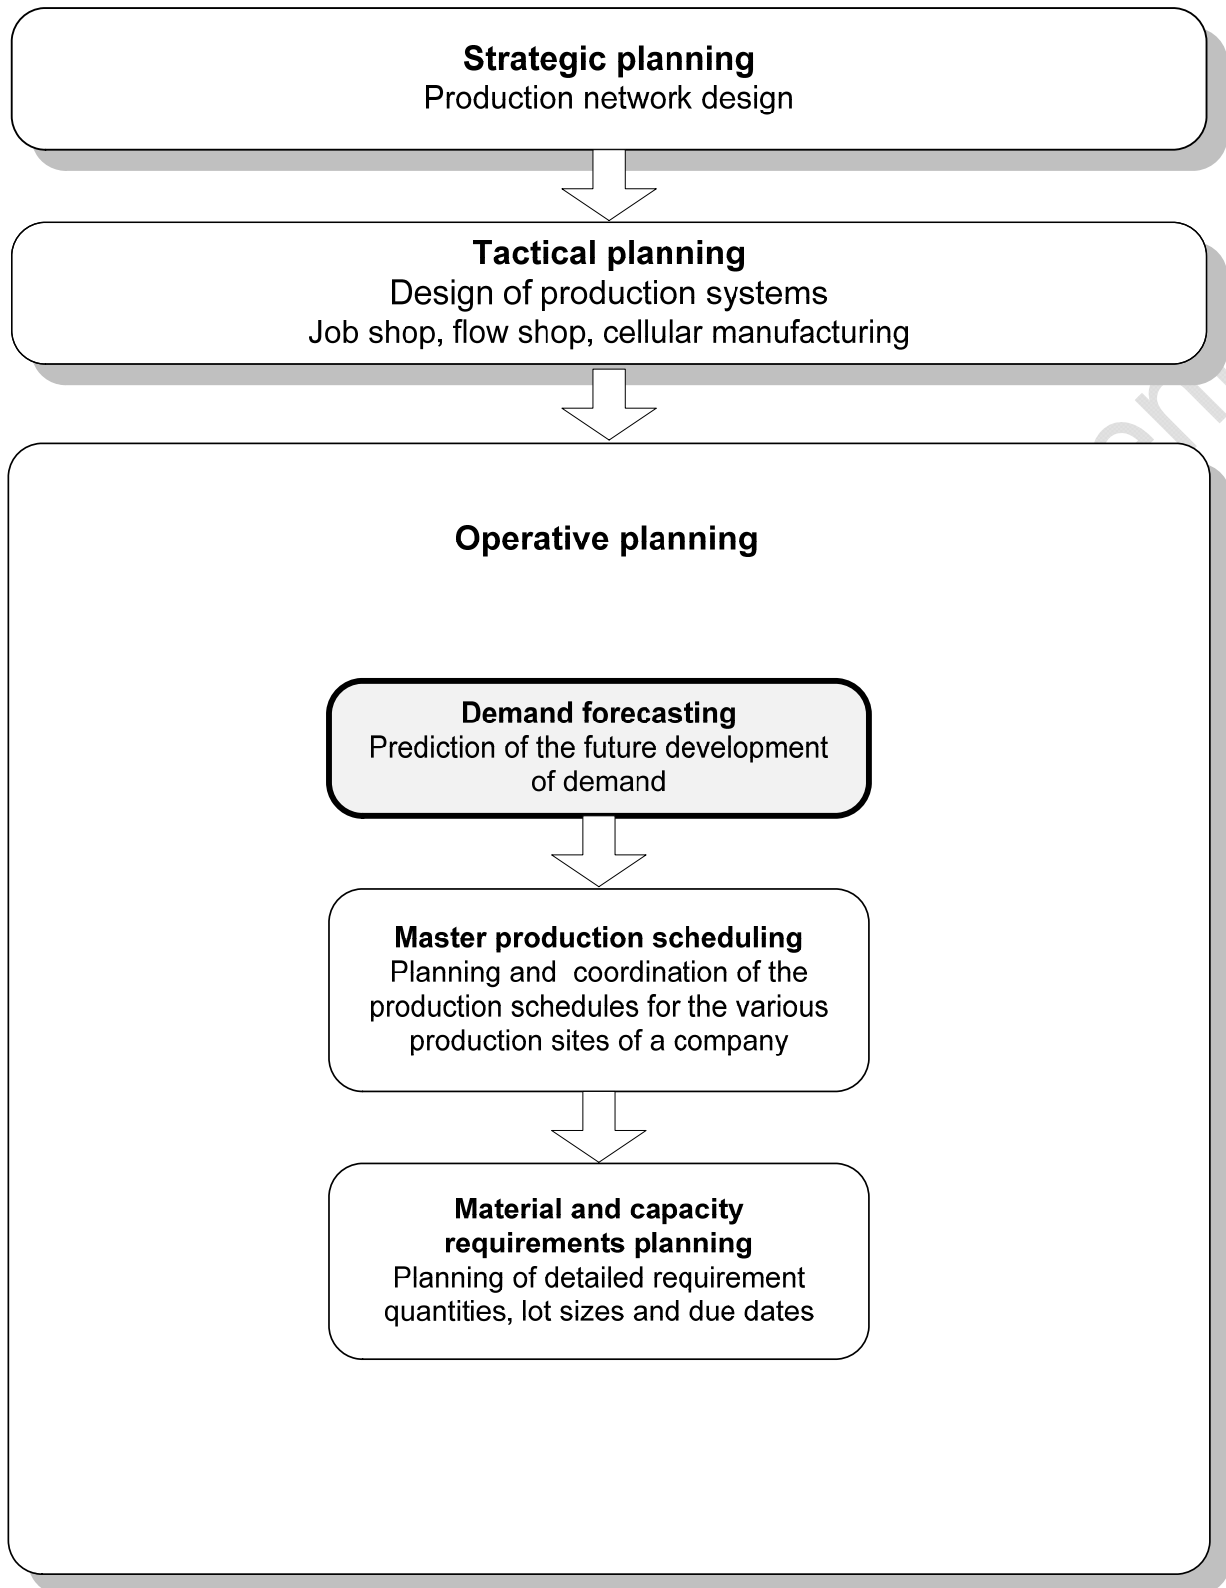 Strategic planning
Production network design
Tactical planning
Design of production systems
Job shop, flow shop, cellular manufacturing
Operative planning
Demand forecasting
Prediction of the future development
of demand
Master production scheduling
Planning and coordination of the
production schedules for the various
production sites of a company
Material and capacity
requirements planning
Planning of detailed requirement
quantities, lot sizes and due dates